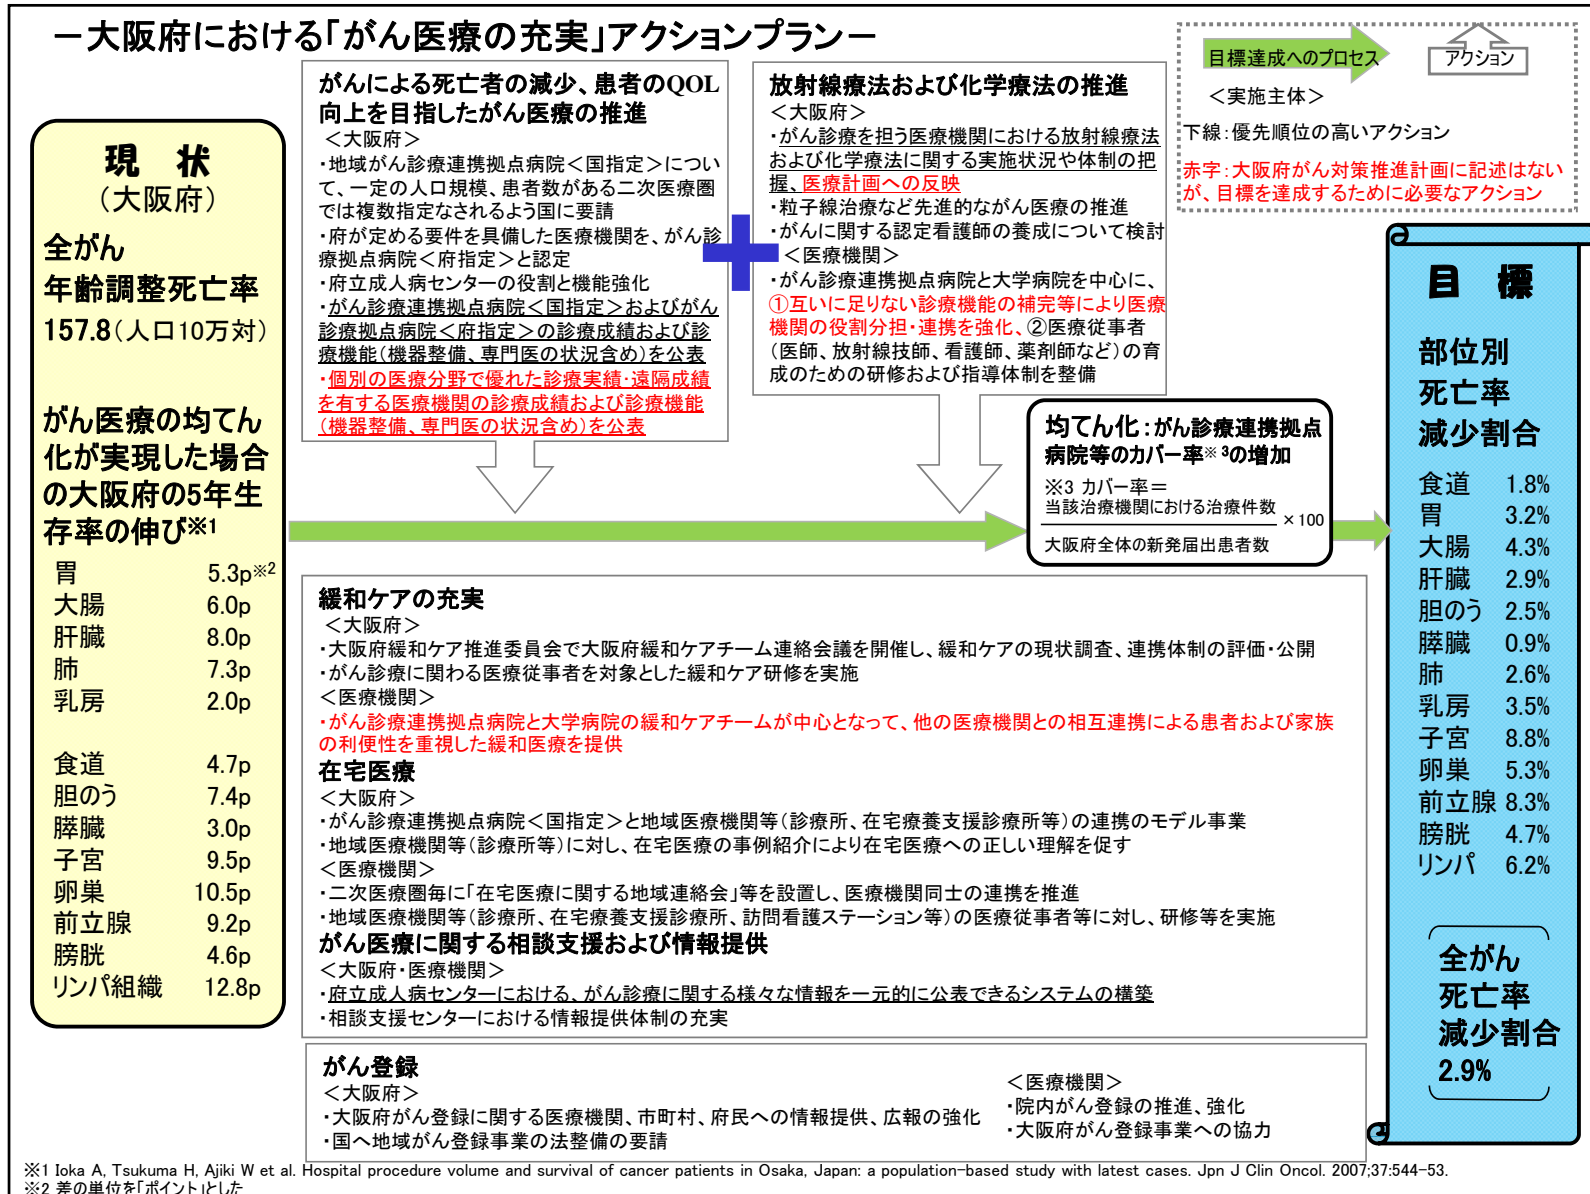 －大阪府における「がん医療の充実」アクションプラン－
目標達成へのプロセス
アクション
＜実施主体＞
下線：優先順位の高いアクション
赤字：大阪府がん対策推進計画に記述はない
が、目標を達成するために必要なアクション
現　状
（大阪府）
全がん
年齢調整死亡率
157.8（人口10万対）
がん医療の均てん
化が実現した場合
の大阪府の5年生
存率の伸び※1
胃　5.3p※2
大腸　6.0p
肝臓　8.0p
肺　7.3p
乳房　2.0p
食道　4.7p
胆のう　7.4p
膵臓　3.0p
子宮　9.5p
卵巣　10.5p
前立腺　9.2p
膀胱　4.6p
リンパ組織　12.8p
がんによる死亡者の減少、患者のQOL
向上を目指したがん医療の推進
＜大阪府＞
・地域がん診療連携拠点病院＜国指定＞につい
て、一定の人口規模、患者数がある二次医療圏
では複数指定なされるよう国に要請
・府が定める要件を具備した医療機関を、がん診
療拠点病院＜府指定＞と認定
・府立成人病センターの役割と機能強化
・がん診療連携拠点病院＜国指定＞およびがん
診療拠点病院＜府指定＞の診療成績および診
療機能（機器整備、専門医の状況含め）を公表
・個別の医療分野で優れた診療実績・遠隔成績
を有する医療機関の診療成績および診療機能
（機器整備、専門医の状況含め）を公表
放射線療法および化学療法の推進
＜大阪府＞
・がん診療を担う医療機関における放射線療法
および化学療法に関する実施状況や体制の把
握、医療計画への反映
・粒子線治療など先進的ながん医療の推進
・がんに関する認定看護師の養成について検討
＜医療機関＞
・がん診療連携拠点病院と大学病院を中心に、
①互いに足りない診療機能の補完等により医療
機関の役割分担・連携を強化、②医療従事者
（医師、放射線技師、看護師、薬剤師など）の育
成のための研修および指導体制を整備
均てん化：がん診療連携拠点
病院等のカバー率※3の増加
※3 カバー率＝
当該治療機関における治療件数
×100
大阪府全体の新発届出患者数
緩和ケアの充実
＜大阪府＞
・大阪府緩和ケア推進委員会で大阪府緩和ケアチーム連絡会議を開催し、緩和ケアの現状調査、連携体制の評価・公開
・がん診療に関わる医療従事者を対象とした緩和ケア研修を実施
＜医療機関＞
・がん診療連携拠点病院と大学病院の緩和ケアチームが中心となって、他の医療機関との相互連携による患者および家族
の利便性を重視した緩和医療を提供
在宅医療
＜大阪府＞
・がん診療連携拠点病院＜国指定＞と地域医療機関等（診療所、在宅療養支援診療所等）の連携のモデル事業
・地域医療機関等（診療所等）に対し、在宅医療の事例紹介により在宅医療への正しい理解を促す
＜医療機関＞
・二次医療圏毎に「在宅医療に関する地域連絡会」等を設置し、医療機関同士の連携を推進
・地域医療機関等（診療所、在宅療養支援診療所、訪問看護ステーション等）の医療従事者等に対し、研修等を実施
がん医療に関する相談支援および情報提供
＜大阪府・医療機関＞
・府立成人病センターにおける、がん診療に関する様々な情報を一元的に公表できるシステムの構築
・相談支援センターにおける情報提供体制の充実
がん登録
＜大阪府＞
・大阪府がん登録に関する医療機関、市町村、府民への情報提供、広報の強化
・国へ地域がん登録事業の法整備の要請
＜医療機関＞
・院内がん登録の推進、強化
・大阪府がん登録事業への協力
目　標
部位別
死亡率
減少割合
食道　1.8%
胃　3.2%
大腸　4.3%
肝臓　2.9%
胆のう　2.5%
膵臓　0.9%
肺　2.6%
乳房　3.5%
子宮　8.8%
卵巣　5.3%
前立腺　8.3%
膀胱　4.7%
リンパ　6.2%
全がん
死亡率
減少割合
2.9%
※1 Ioka A, Tsukuma H, Ajiki W et al. Hospital procedure volume and survival of cancer patients in Osaka, Japan: a population-based study with latest cases. Jpn J Clin Oncol. 2007;37:544-53.
※2 差の単位を「ポイント」とした